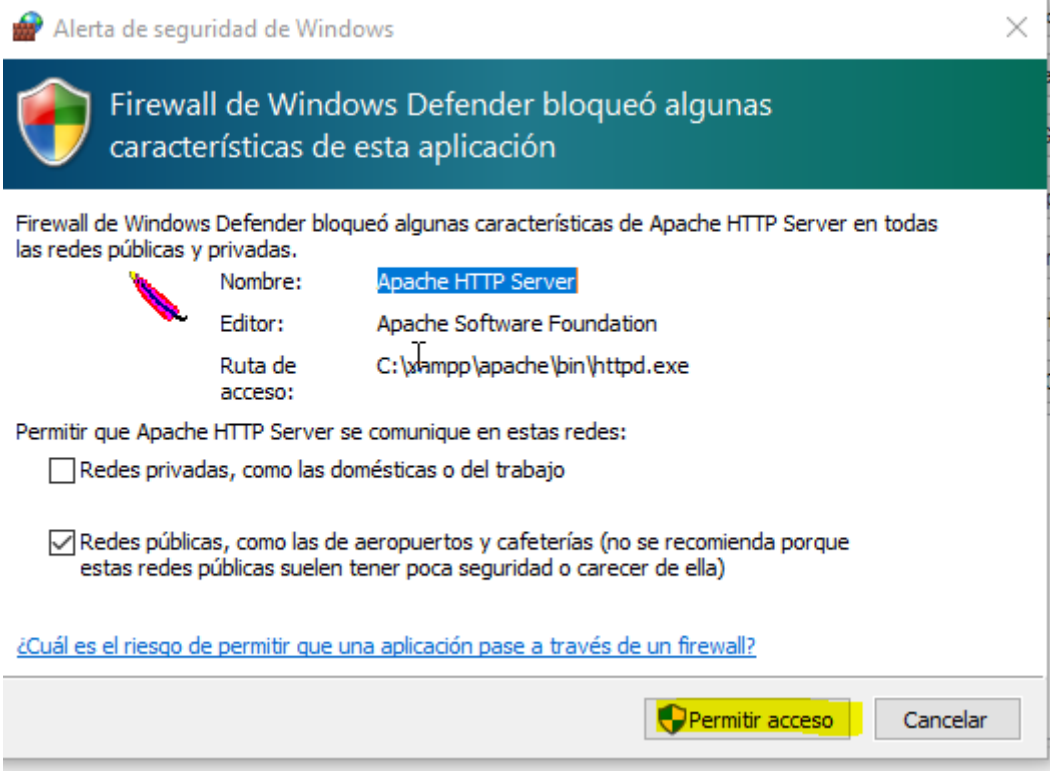 Alerta de seguridad de Windows
Firewall de Windows Defender bloqueó algunas
características de esta aplicación
Firewall de Windows Defender bloqueó algunas características de Apache HTTP Server en todas
las redes públicas y privadas.
Nombre: Apache HTTP Server
Editor: Apache Software Foundation
Ruta de C:\xampp\apache\bin\httpd.exe
acceso:
Permitir que Apache HTTP Server se comunique en estas redes:
Redes privadas, como las domésticas o del trabajo
Redes públicas, como las de aeropuertos y cafeterías (no se recomienda porque
estas redes públicas suelen tener poca seguridad o carecer de ella)
¿Cuál es el riesgo de permitir que una aplicación pase a través de un firewall?
Permitir acceso Cancelar